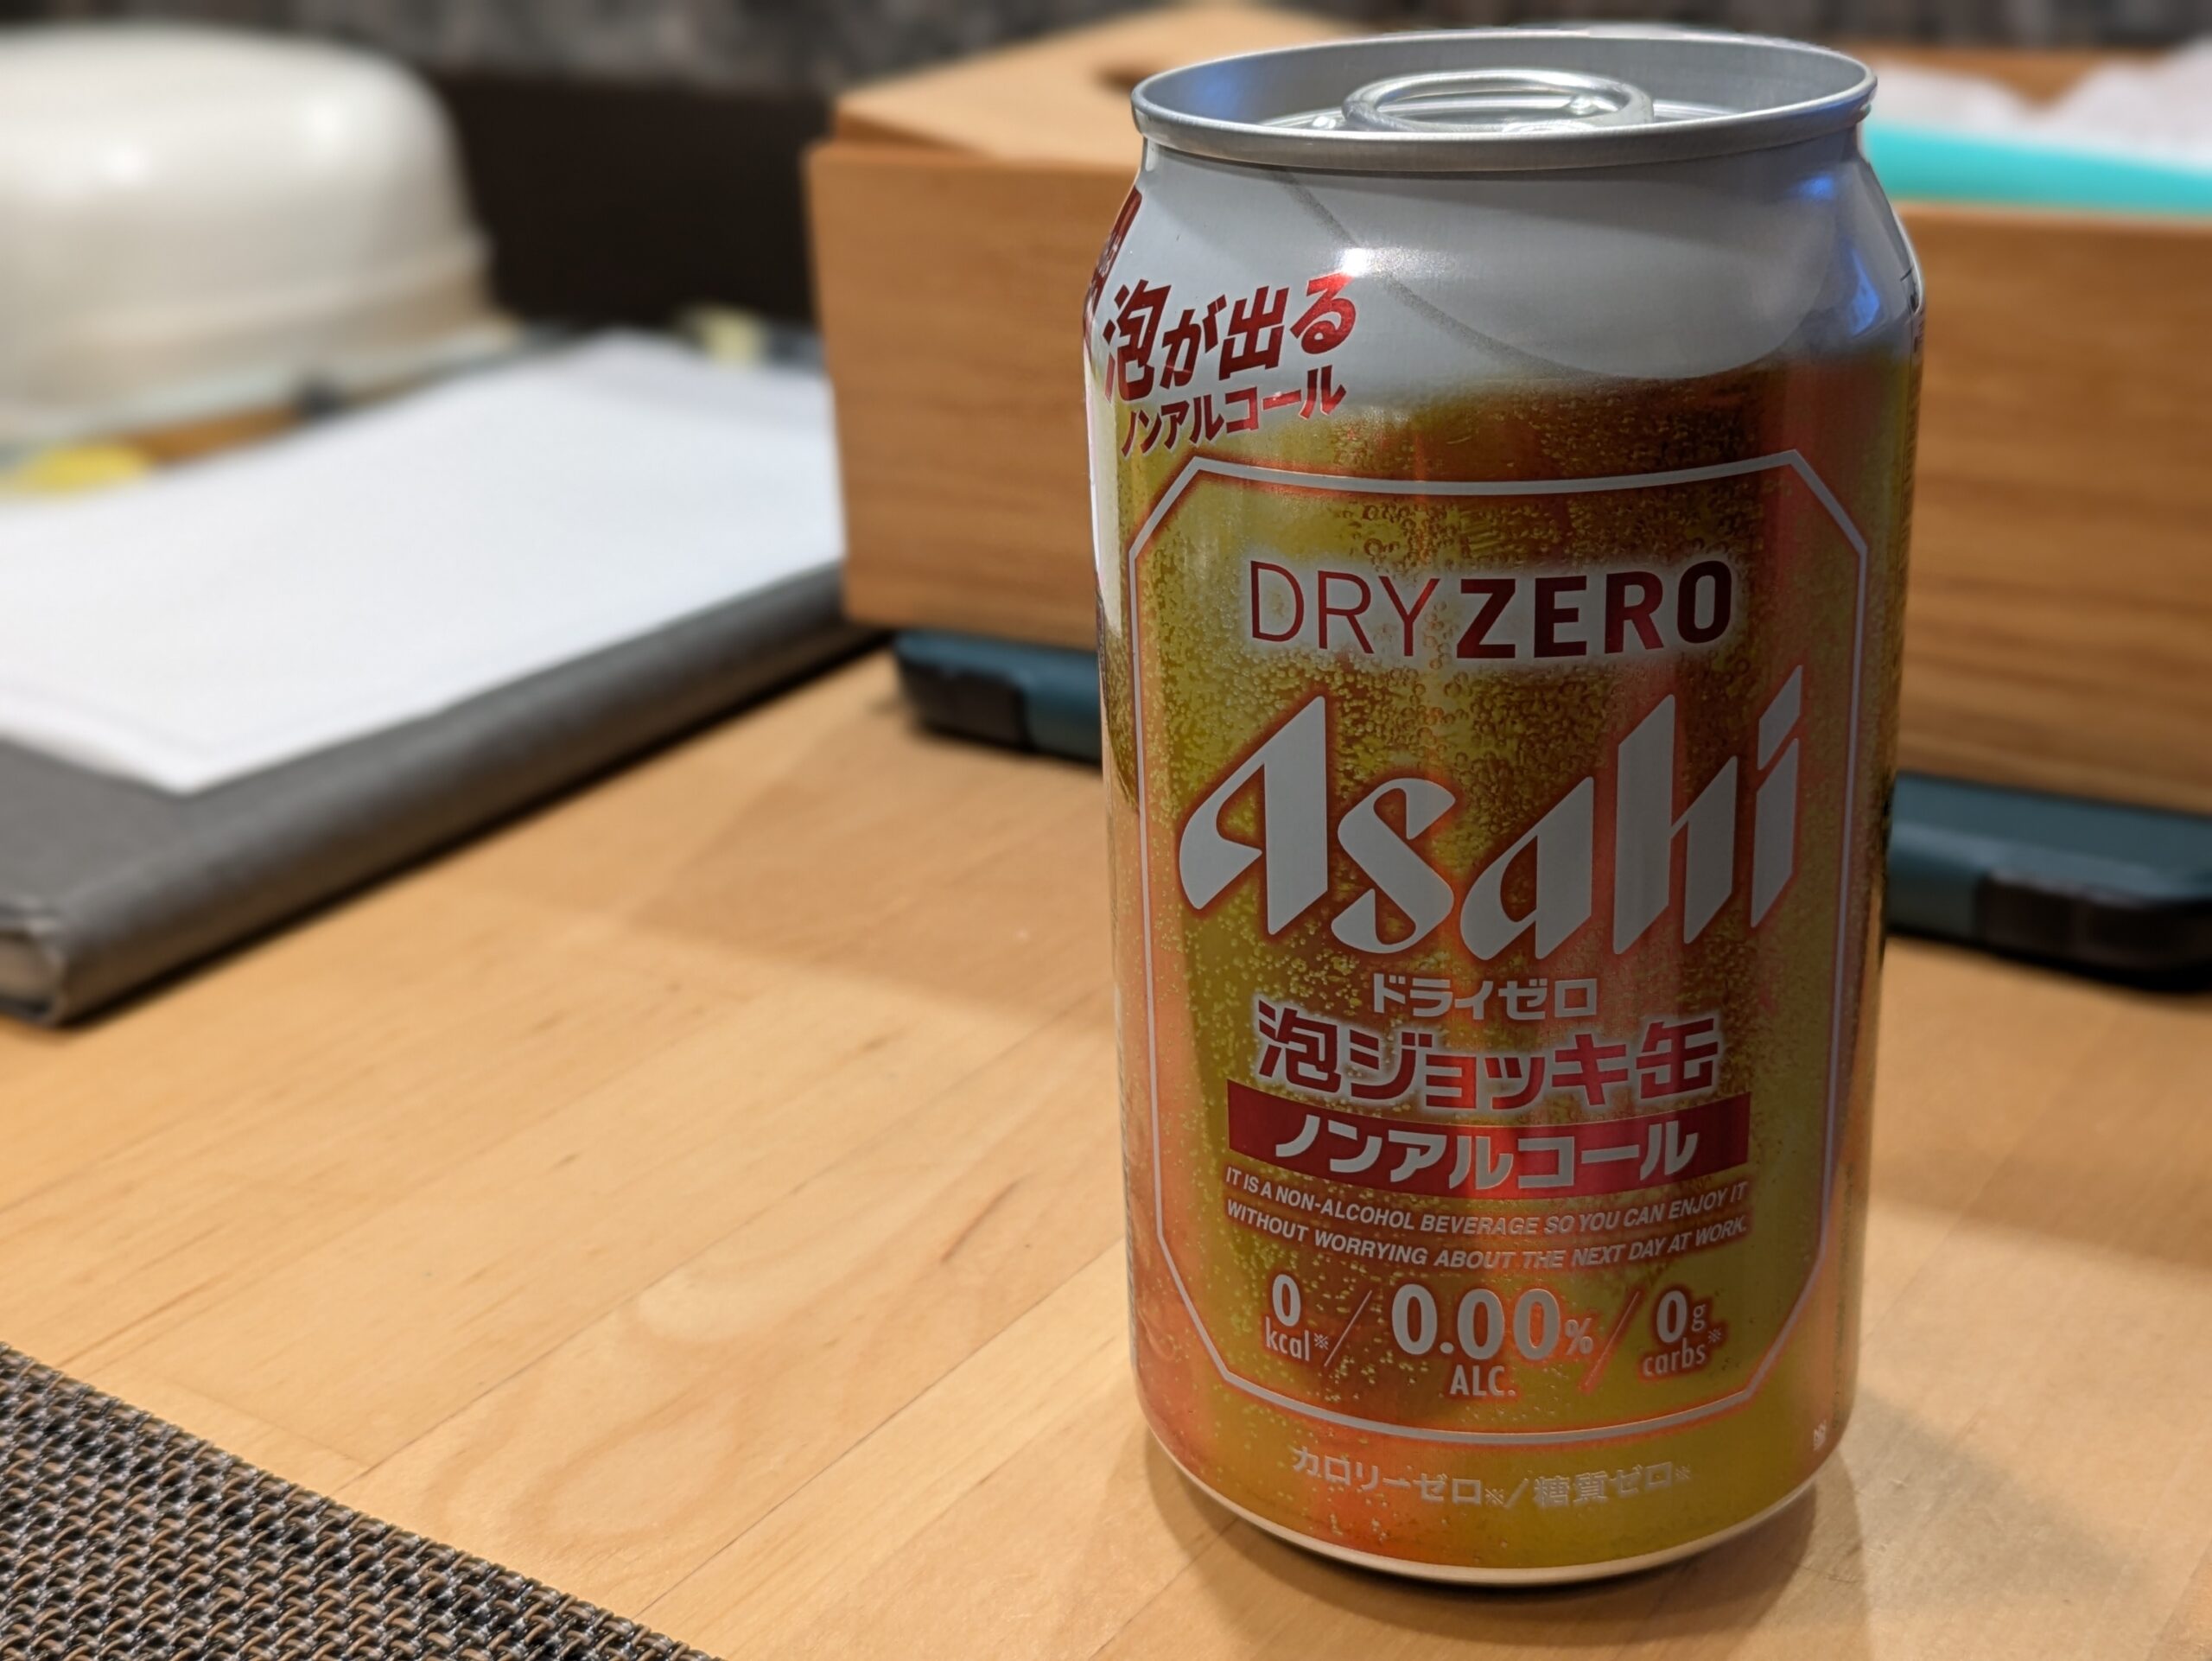 泡が出る
ノンアルコール
DRY ZERO
Asahi
ドライゼロ
泡ジョッキ缶
ノンアルコール
IT IS A NON-ALCOHOL BEVERAGE SO YOU CAN ENJOY IT
WITHOUT WORRYING ABOUT THE NEXT DAY AT WORK.
0 kcal※ / 0.00% ALC. / 0g carbs※
カロリーゼロ※/糖質ゼロ※